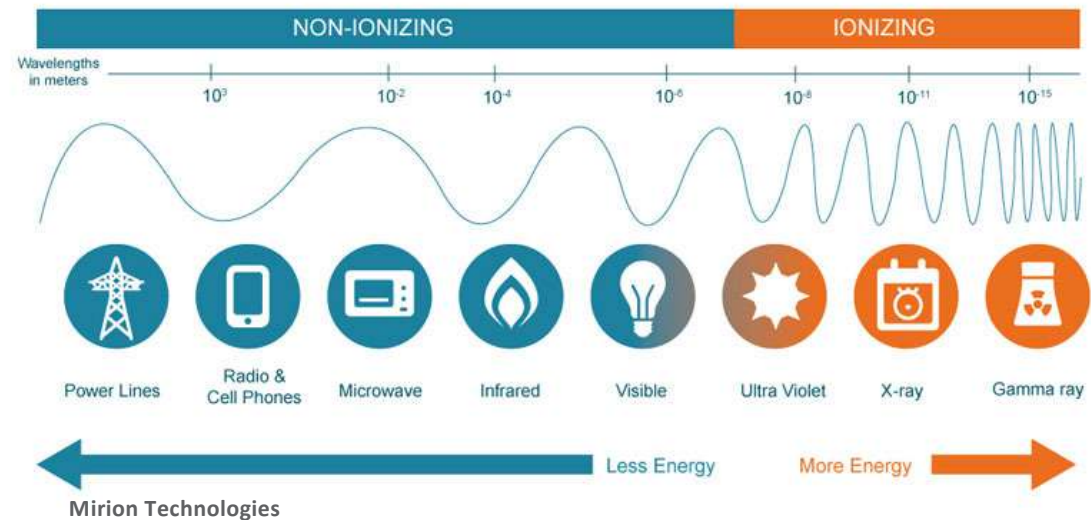 NON-IONIZING IONIZING
Wavelengths
in meters
10³ 10⁻² 10⁻⁴ 10⁻⁶ 10⁻⁸ 10⁻¹¹ 10⁻¹⁵
Power Lines Radio &
Cell Phones Microwave Infrared Visible Ultra Violet X-ray Gamma ray
Less Energy More Energy
Mirion Technologies